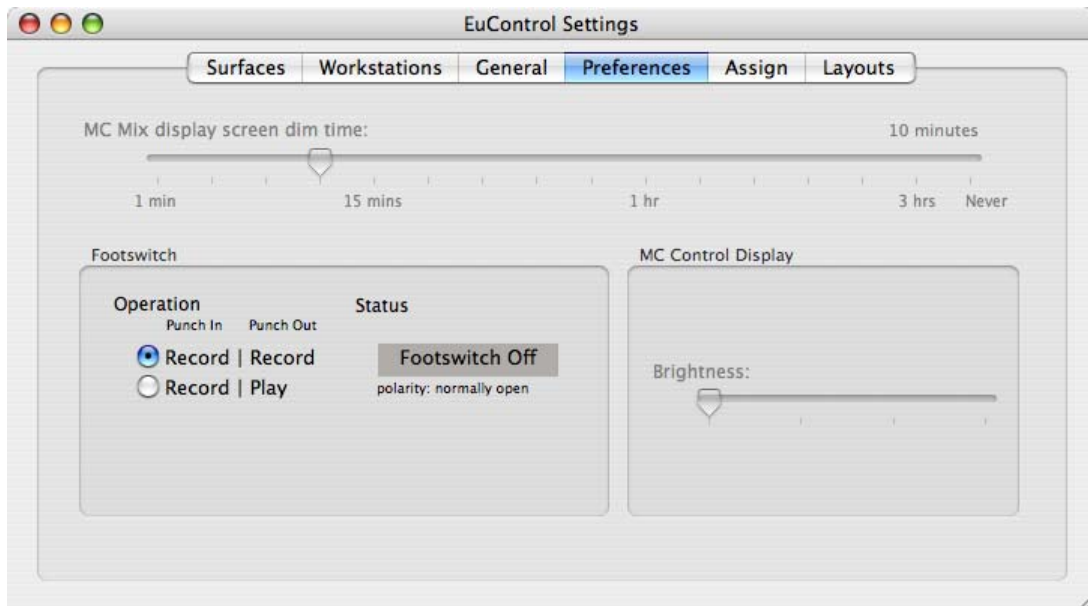 EuControl Settings
Surfaces Workstations General Preferences Assign Layouts
MC Mix display screen dim time: 10 minutes
1 min 15 mins 1 hr 3 hrs Never
Footswitch
Operation Status
Punch In Punch Out
Record | Record
Footswitch Off
Record | Play
polarity: normally open
MC Control Display
Brightness: